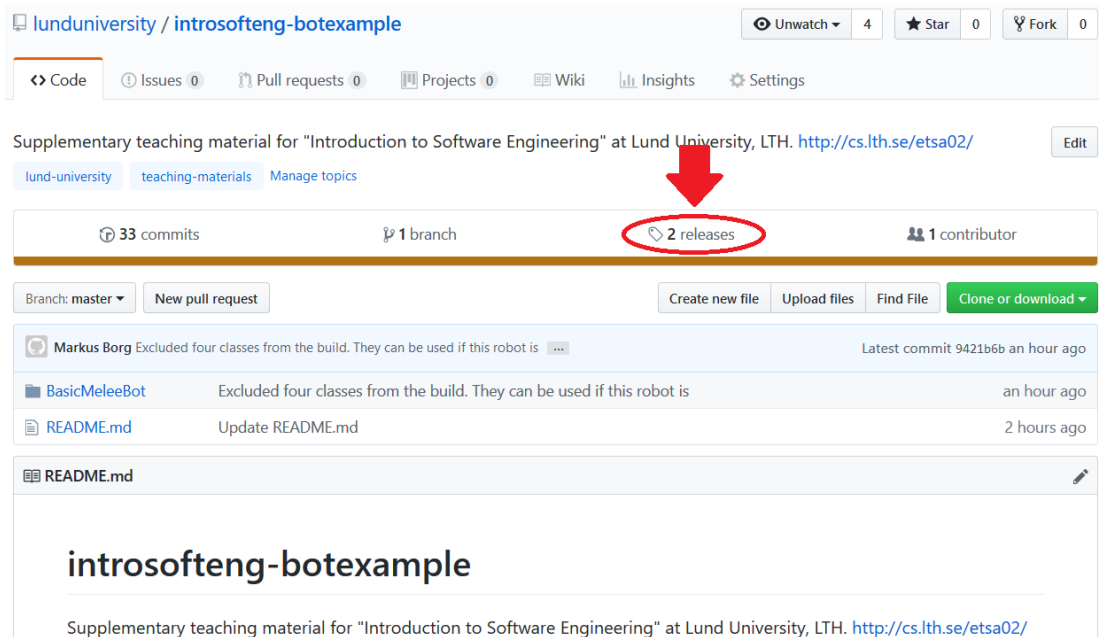 lunduniversity / introsofteng-botexample Unwatch 4 Star 0 Fork 0
Code Issues 0 Pull requests 0 Projects 0 Wiki Insights Settings
Supplementary teaching material for "Introduction to Software Engineering" at Lund University, LTH. http://cs.lth.se/etsa02/ Edit
lund-university teaching-materials Manage topics
33 commits 1 branch 2 releases 1 contributor
Branch: master New pull request Create new file Upload files Find File Clone or download
Markus Borg Excluded four classes from the build. They can be used if this robot is ... Latest commit 9421b6b an hour ago
BasicMeleeBot Excluded four classes from the build. They can be used if this robot is an hour ago
README.md Update README.md 2 hours ago
README.md
introsofteng-botexample
Supplementary teaching material for "Introduction to Software Engineering" at Lund University, LTH. http://cs.lth.se/etsa02/